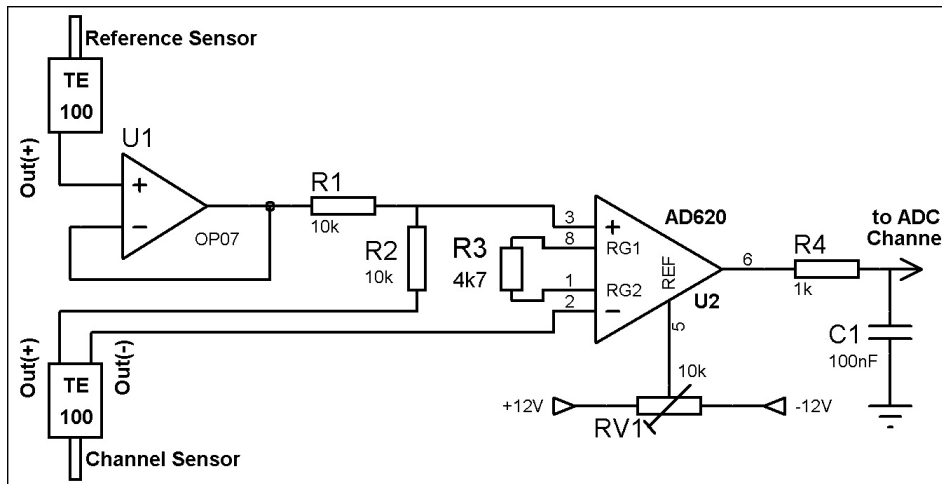 Reference Sensor
TE
100
Out(+)
U1
OP07
R1
10k
R2
10k
R3
4k7
3
8
1
2
RG1
RG2
REF
5
AD620
U2
6
R4
1k
to ADC
Channel
C1
100nF
Out(+)
Out(-)
TE
100
Channel Sensor
+12V
10k
RV1
-12V